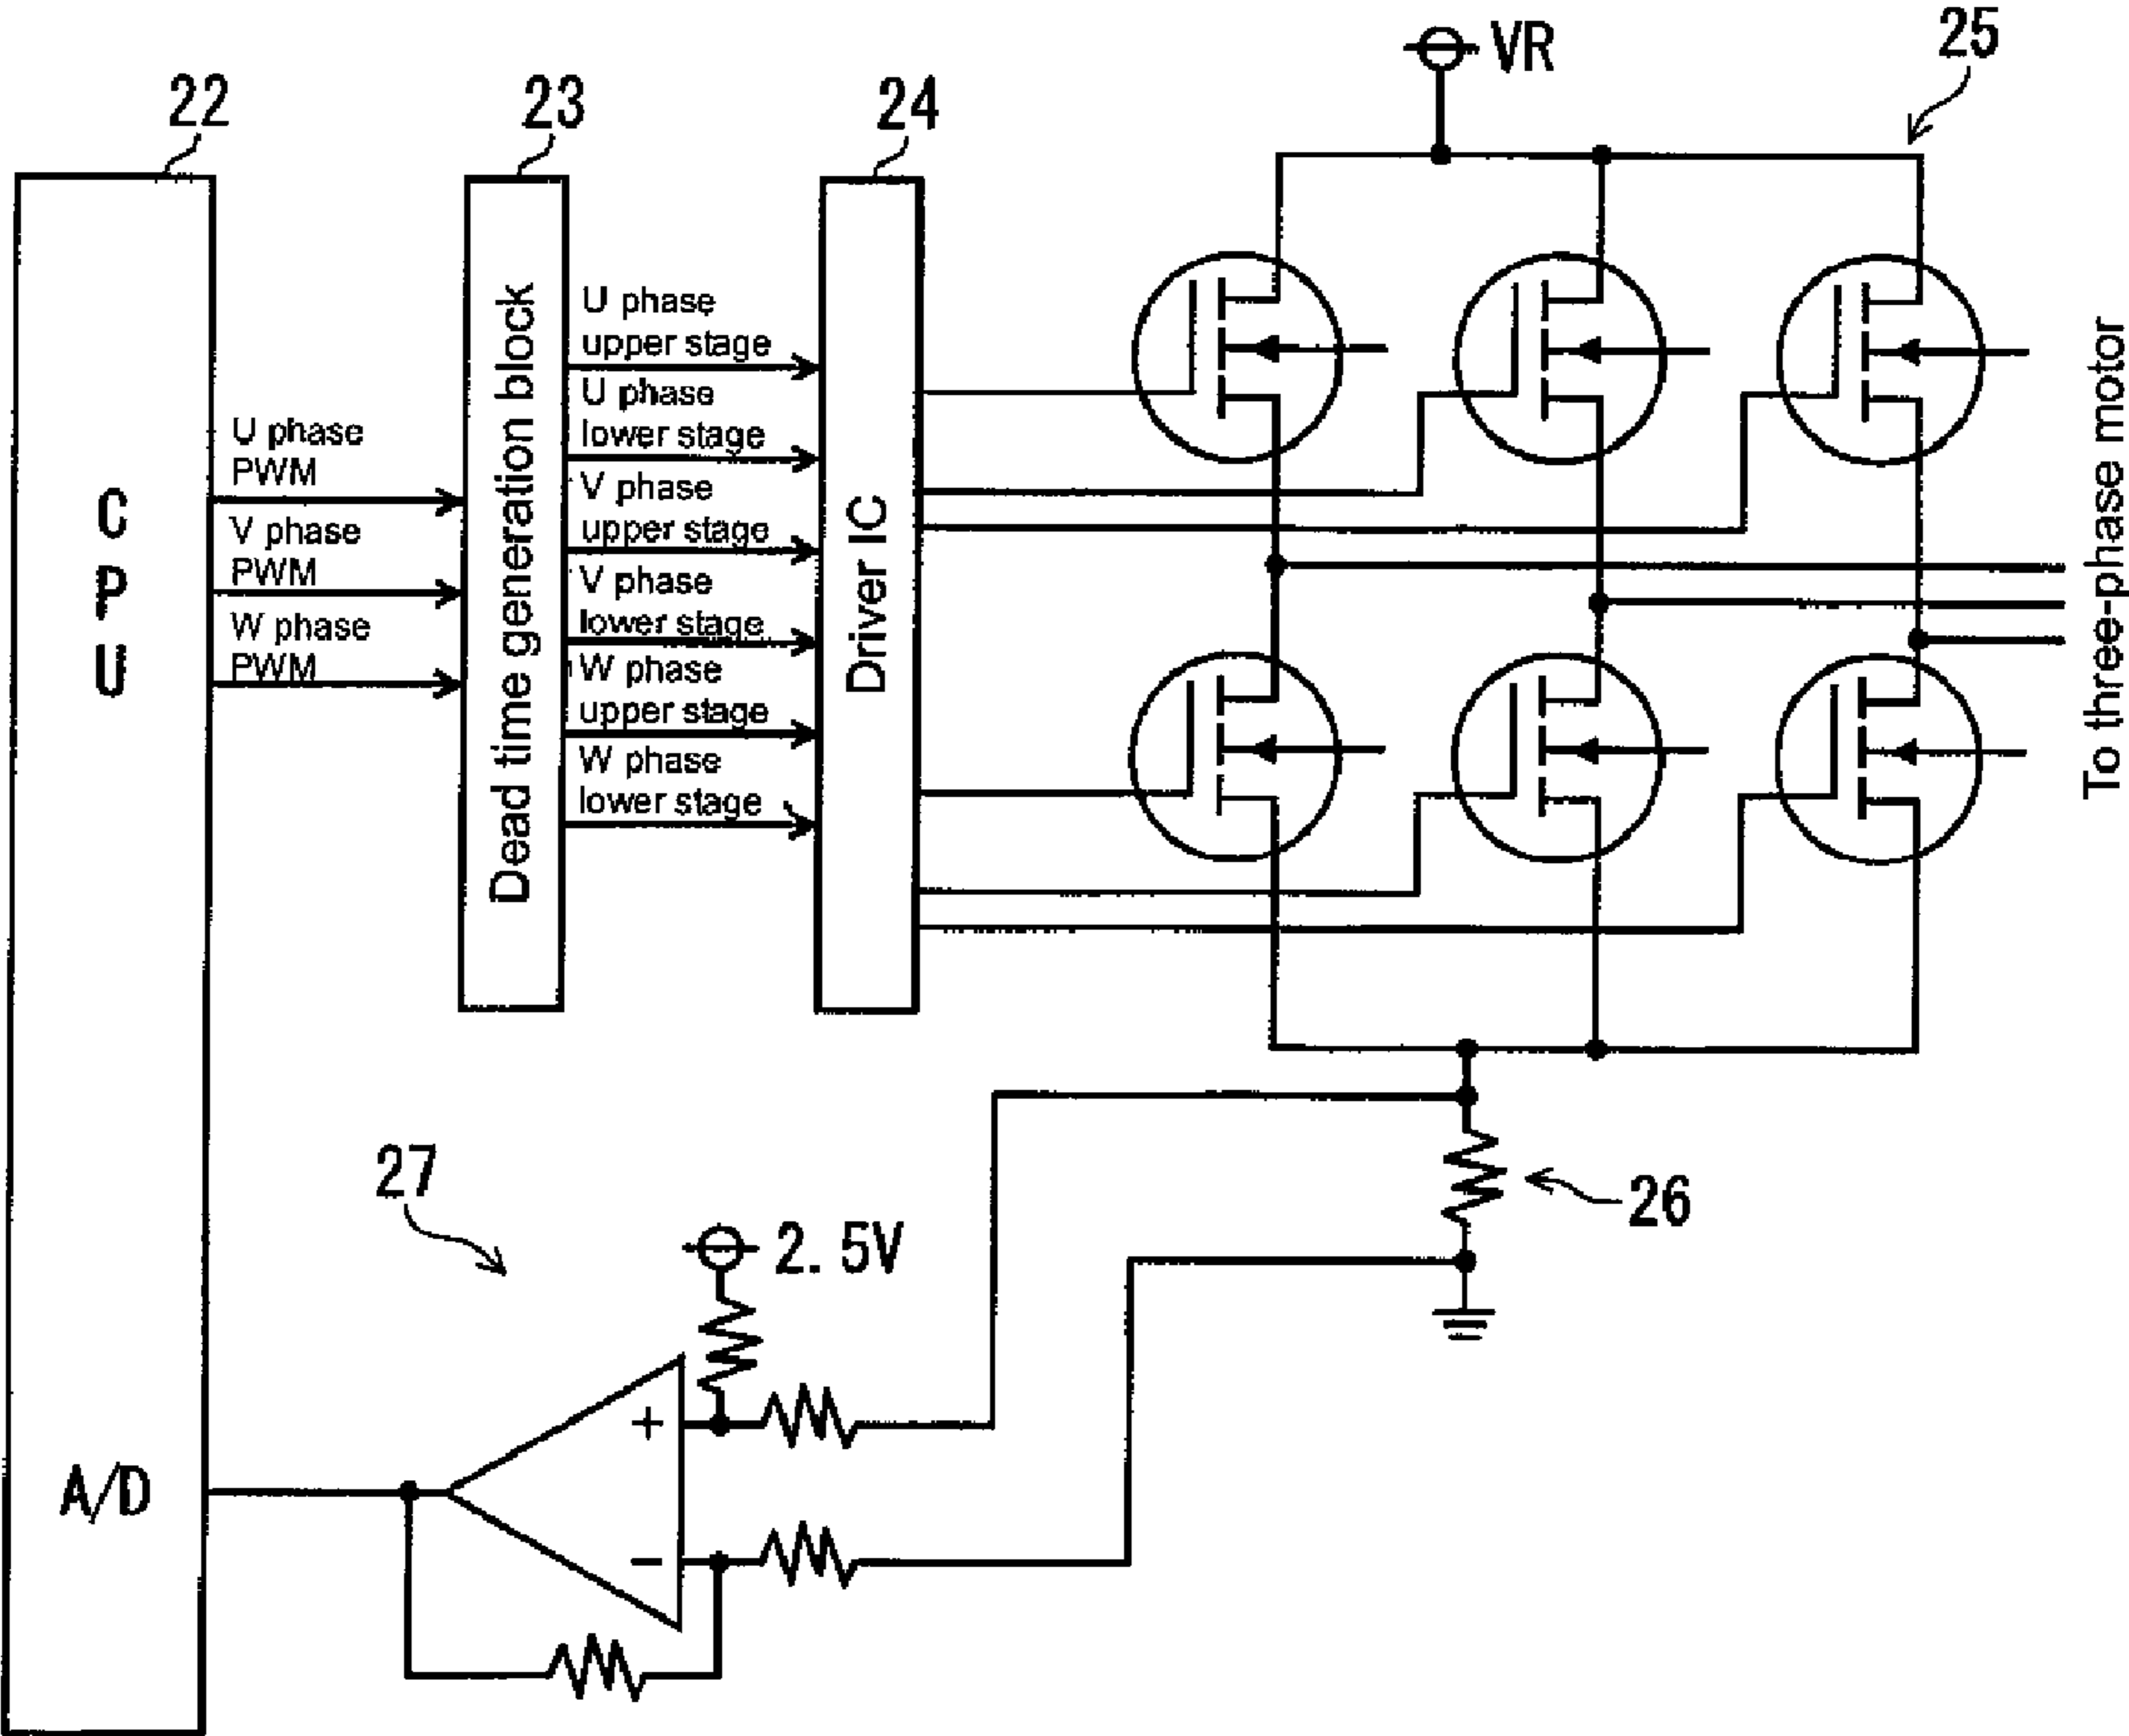 VR
25
22
23
24
U phase
upper stage
U phase
lower stage
V phase
upper stage
V phase
lower stage
W phase
upper stage
W phase
lower stage
U phase
PWM
V phase
PWM
W phase
PWM
CPU
Dead time generation block
Driver IC
To three-phase motor
27
26
2.5V
+
−
A/D